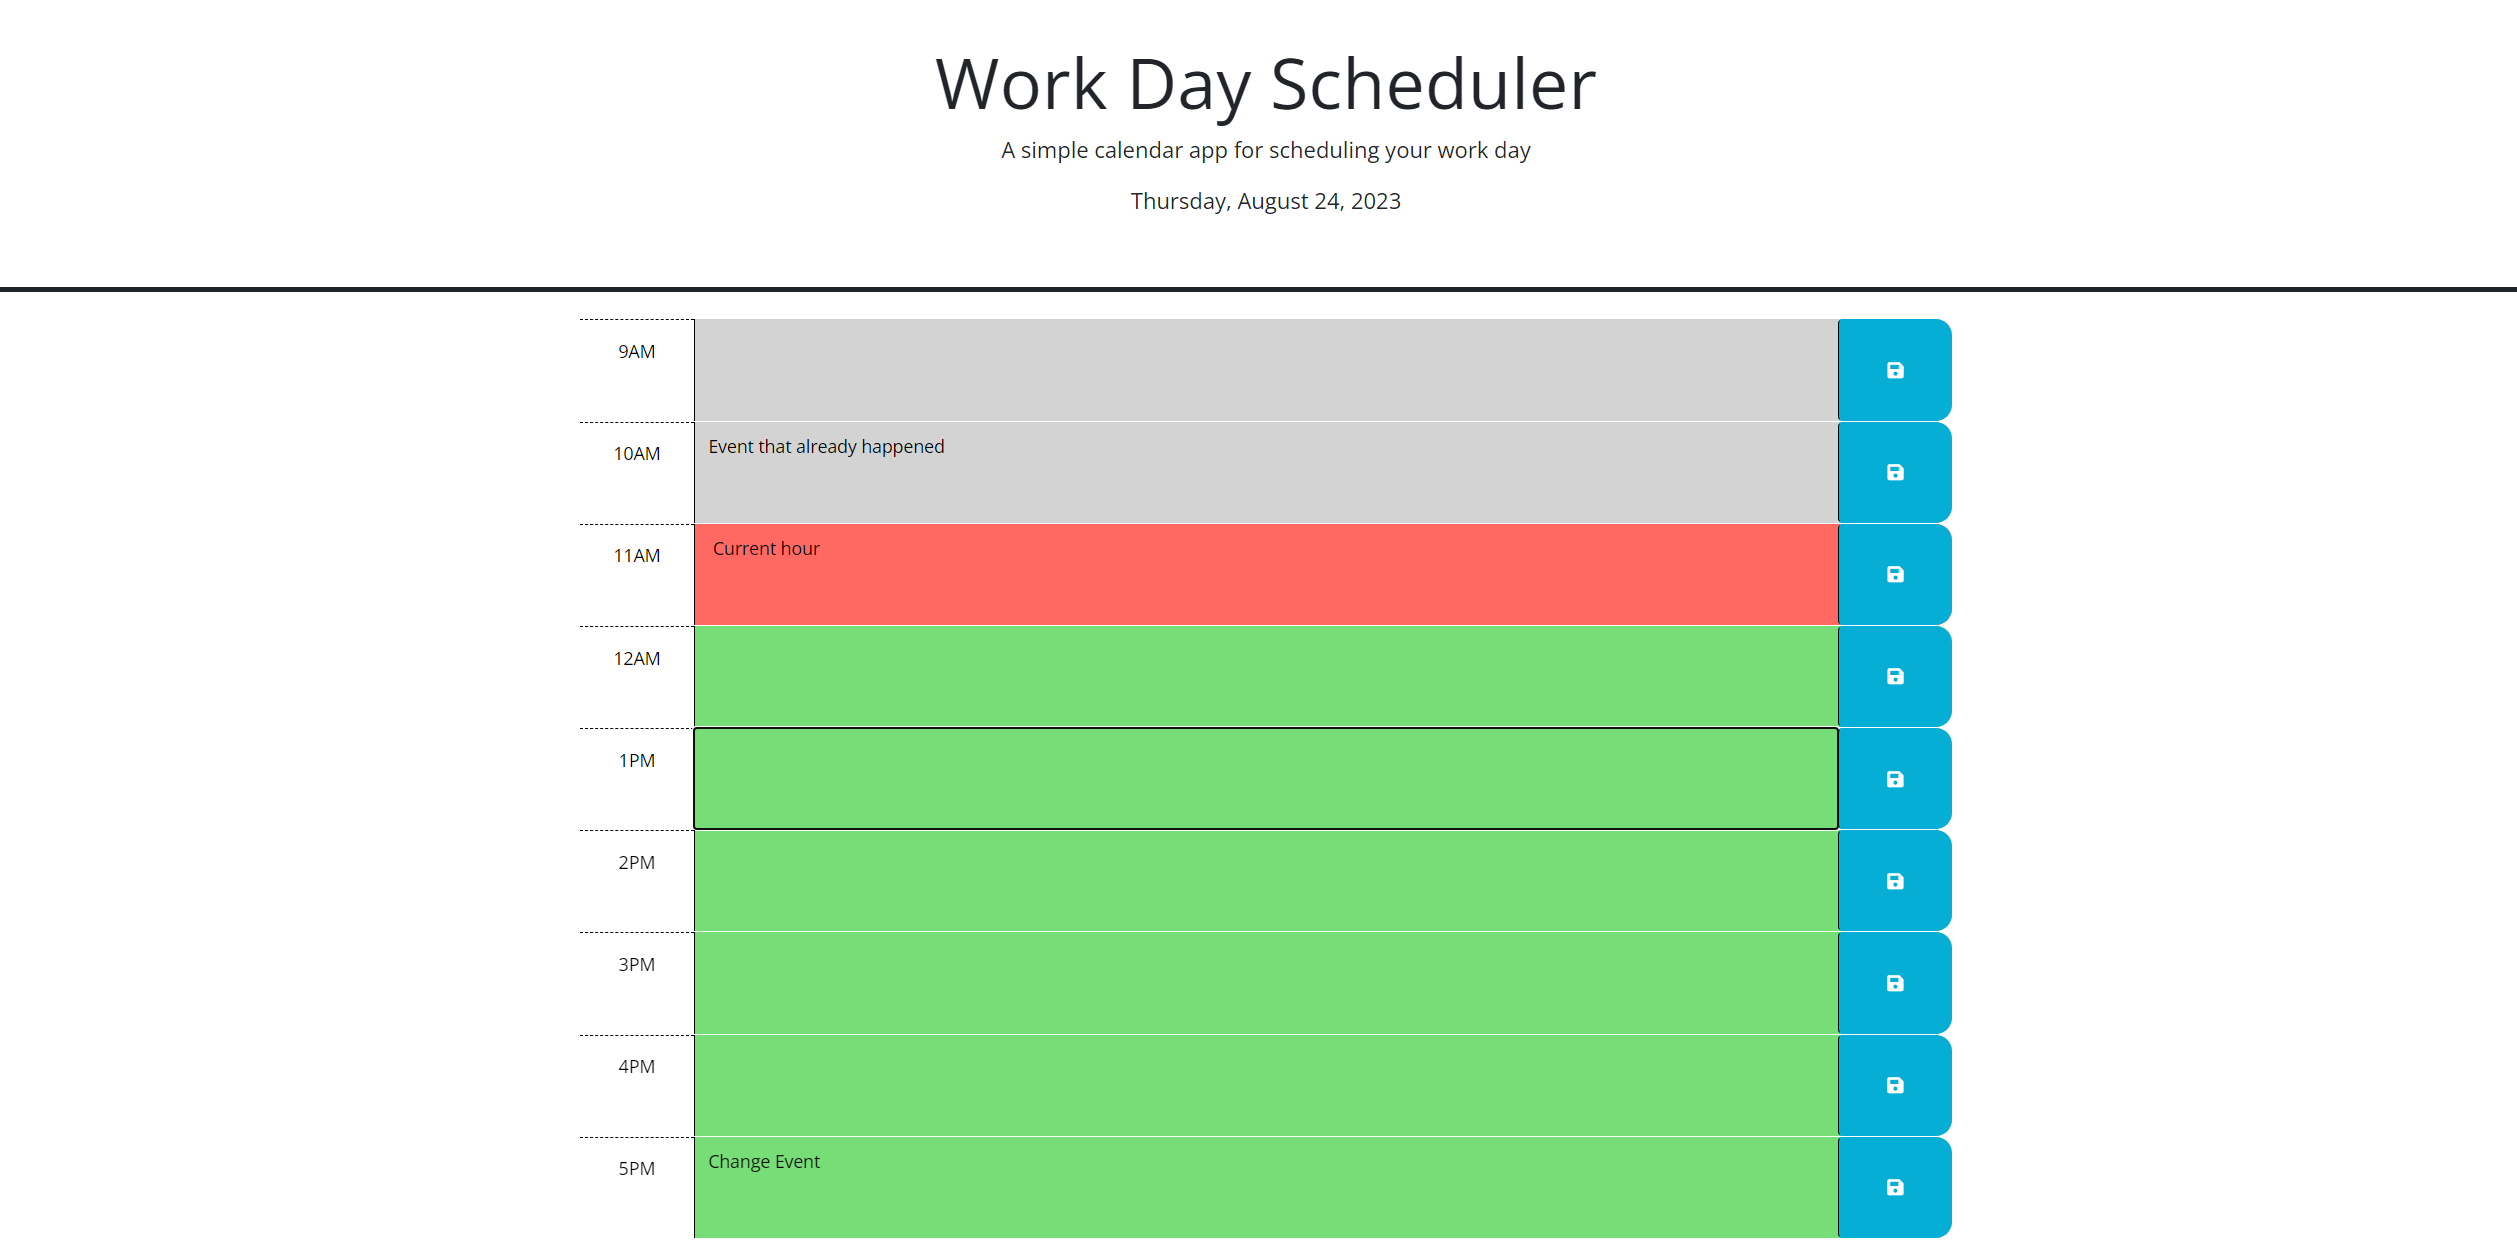 Work Day Scheduler
A simple calendar app for scheduling your work day
Thursday, August 24, 2023
9AM
10AM
Event that already happened
11AM
Current hour
12AM
1PM
2PM
3PM
4PM
5PM
Change Event